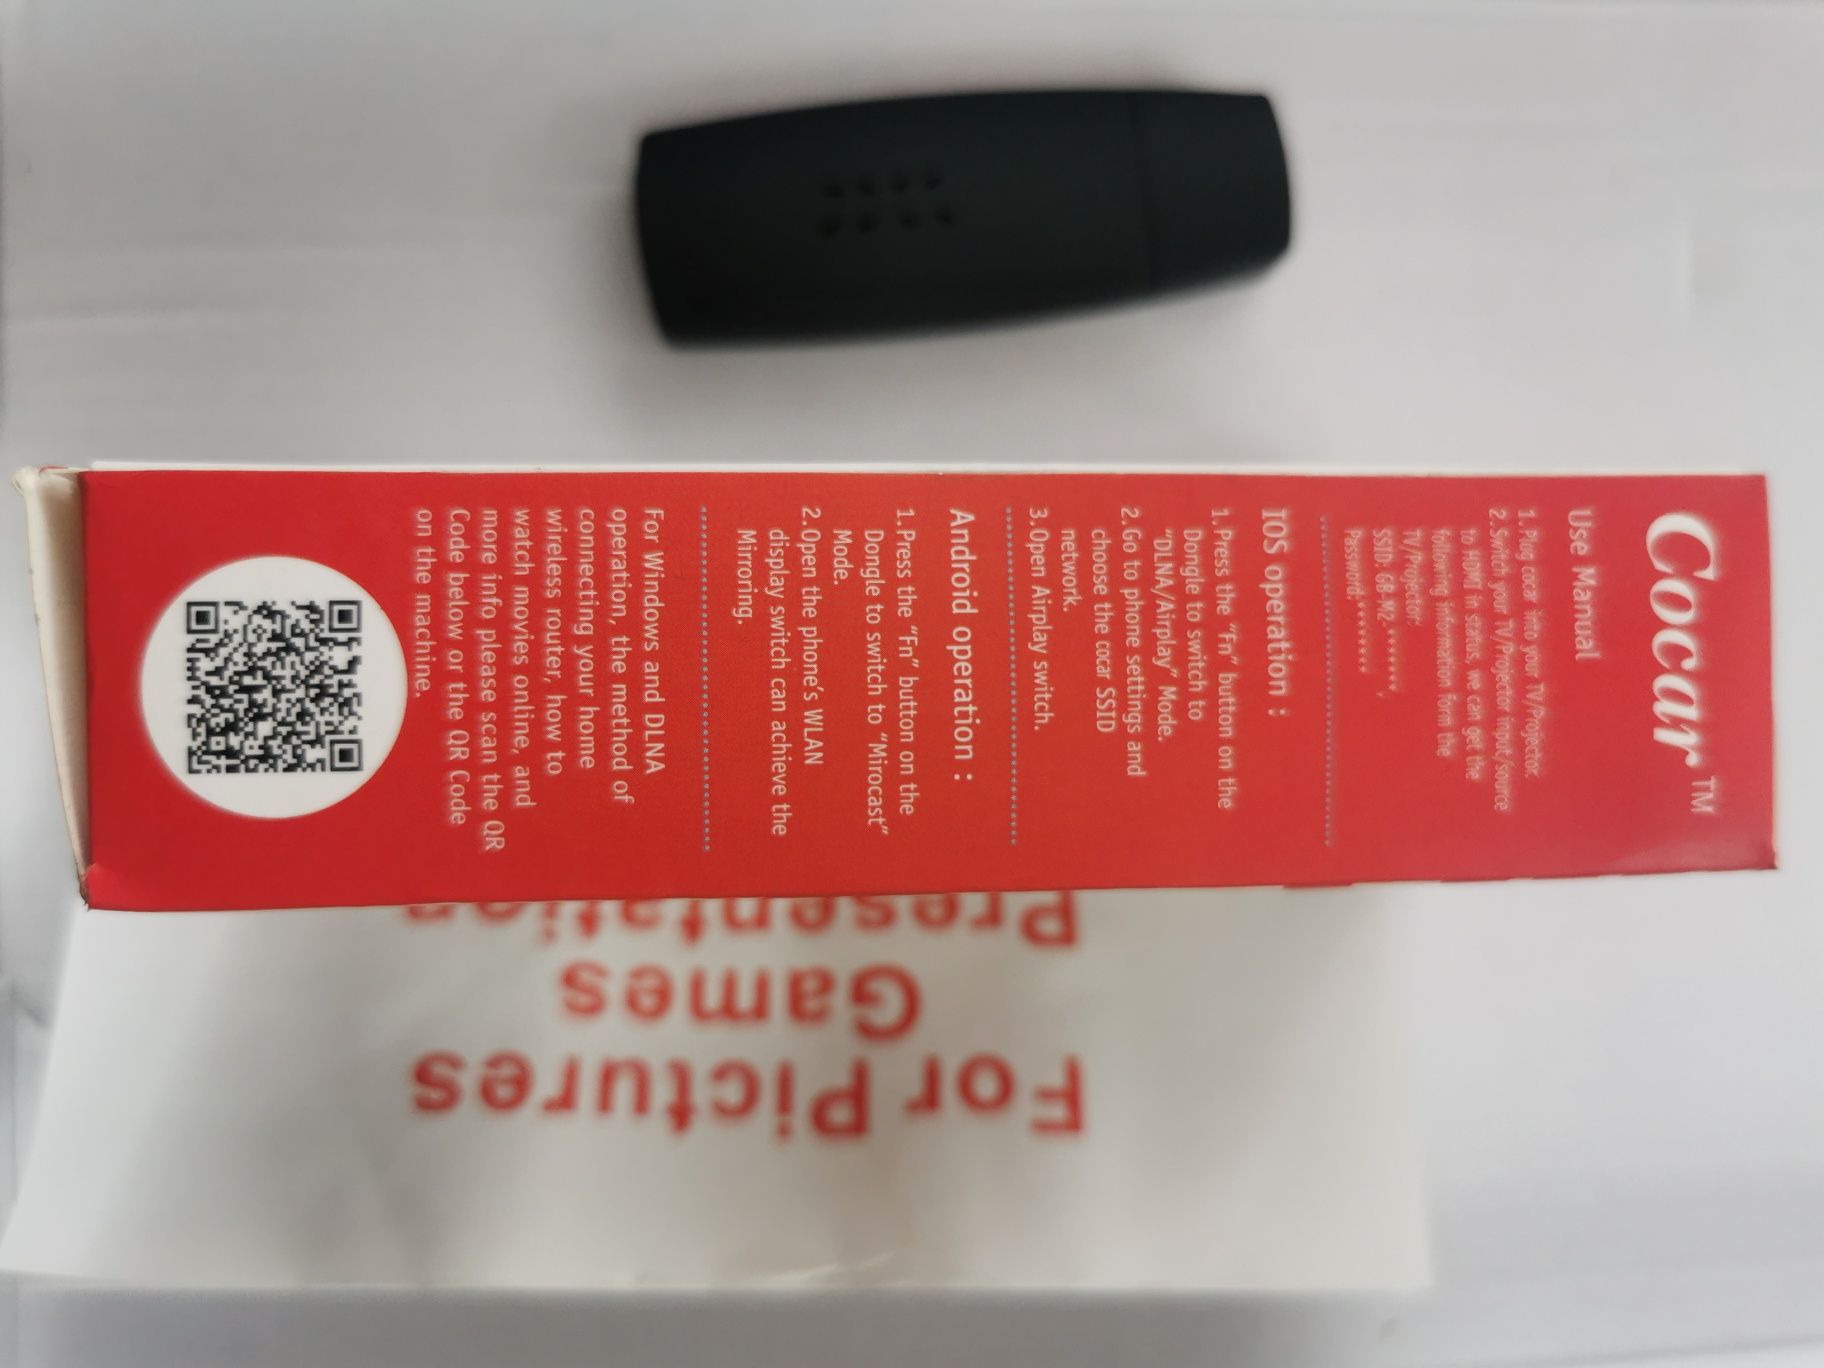 Cocar™
Use Manual
1.Plug cocar into your TV/Projector.
2.Switch your TV/Projector input/source
to HDMI in status, we can get the
following information form the
TV/Projector:
SSID: GB-M2-******,
Password:********
IOS operation :
1.Press the "Fn" button on the
Dongle to switch to
"DLNA/Airplay" Mode.
2.Go to phone settings and
choose the cocar SSID
network.
3.Open Airplay switch.
Android operation :
1.Press the "Fn" button on the
Dongle to switch to "Mirocast"
Mode.
2.Open the phone's WLAN
display switch can achieve the
Mirroring.
For Windows and DLNA
operation, the method of
connecting your home
wireless router, how to
watch movies online, and
more info please scan the QR
Code below or the QR Code
on the machine.
For Pictures
Games
Presentation